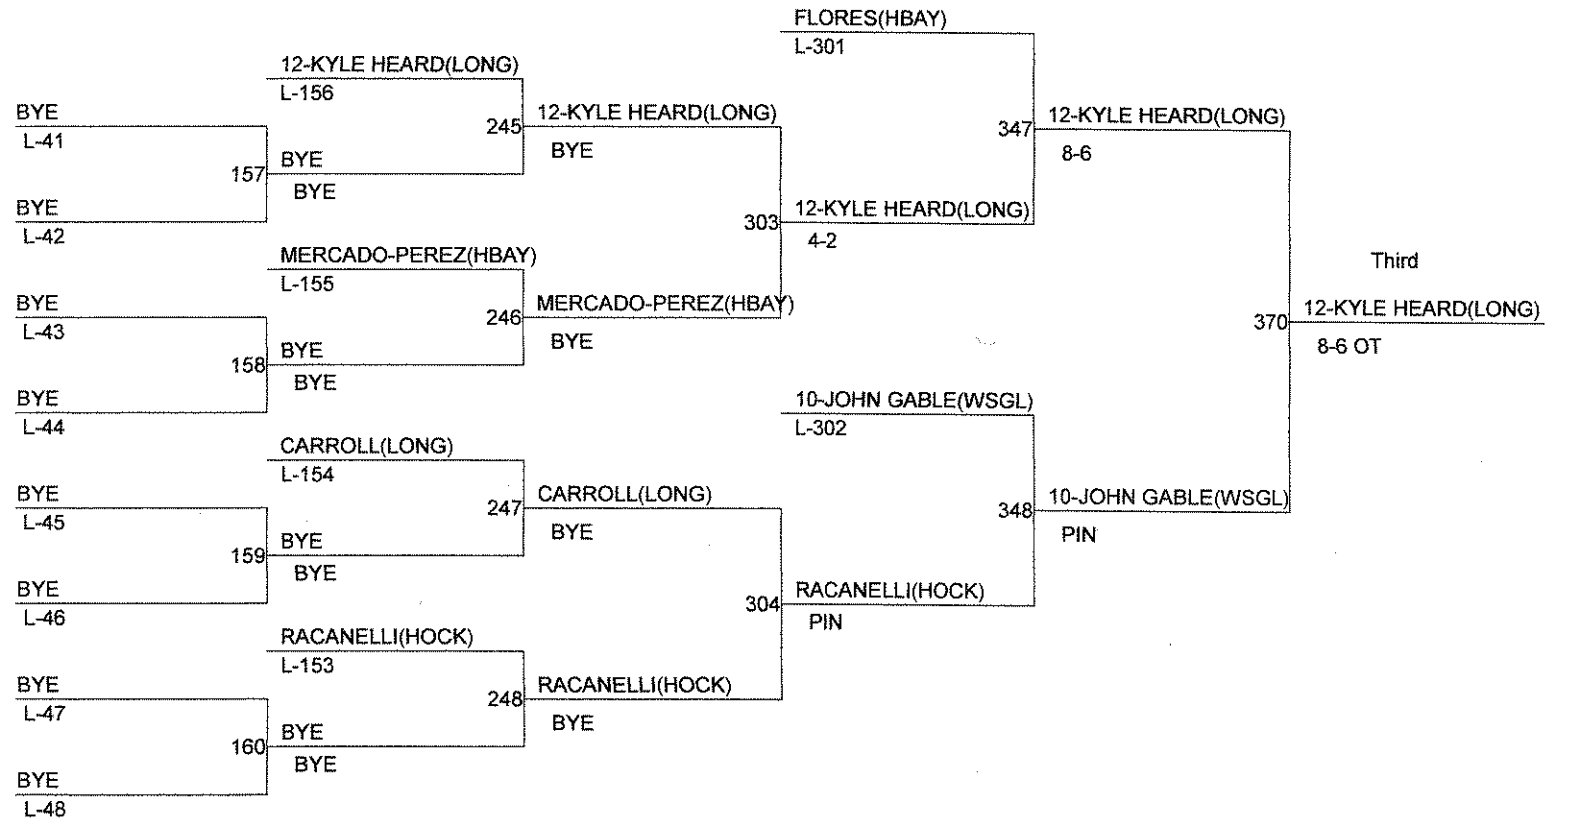 BYE
L-41
BYE
L-42
BYE
L-43
BYE
L-44
BYE
L-45
BYE
L-46
BYE
L-47
BYE
L-48
157
158
159
160
12-KYLE HEARD(LONG)
L-156
BYE
BYE
MERCADO-PEREZ(HBAY)
L-155
BYE
BYE
CARROLL(LONG)
L-154
BYE
BYE
RACANELLI(HOCK)
L-153
BYE
BYE
245
246
247
248
12-KYLE HEARD(LONG)
BYE
MERCADO-PEREZ(HBAY)
BYE
CARROLL(LONG)
BYE
RACANELLI(HOCK)
BYE
303
304
FLORES(HBAY)
L-301
12-KYLE HEARD(LONG)
4-2
10-JOHN GABLE(WSGL)
L-302
RACANELLI(HOCK)
PIN
347
348
12-KYLE HEARD(LONG)
8-6
10-JOHN GABLE(WSGL)
PIN
370
Third
12-KYLE HEARD(LONG)
8-6 OT